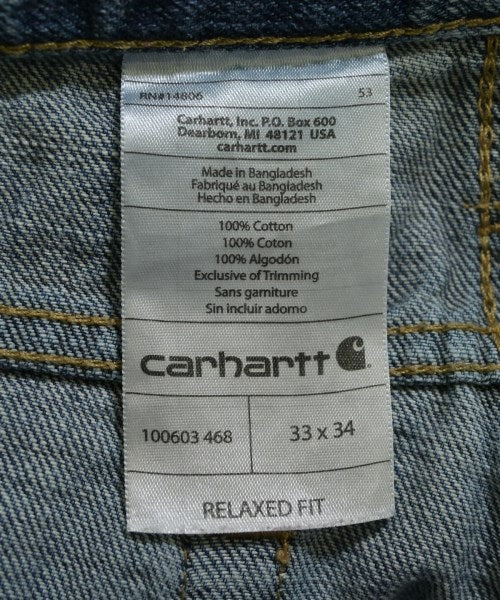 RN#14806 53
Carhartt, Inc. P.O. Box 600
Dearborn, MI 48121 USA
carhartt.com
Made in Bangladesh
Fabriqué au Bangladesh
Hecho en Bangladesh
100% Cotton
100% Coton
100% Algodón
Exclusive of Trimming
Sans garniture
Sin incluir adorno
carhartt
100603 468 33 x 34
RELAXED FIT